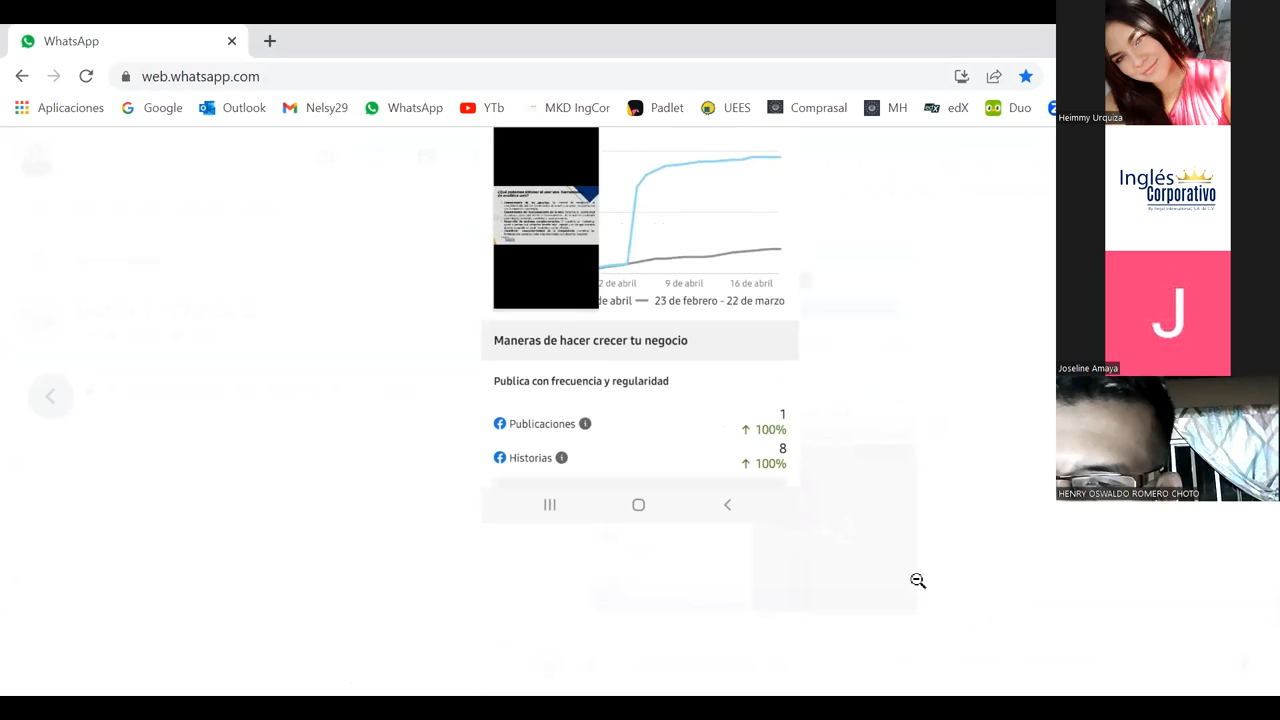 WhatsApp
web.whatsapp.com
Aplicaciones
Google
Outlook
Nelsy29
WhatsApp
YTb
MKD IngCor
Padlet
UEES
Comprasal
MH
edX
Duo
2 de abril
9 de abril
16 de abril
de abril
23 de febrero - 22 de marzo
Maneras de hacer crecer tu negocio
Publica con frecuencia y regularidad
Publicaciones
1
↑ 100%
Historias
8
↑ 100%
Heimmy Urquiza
Inglés
Corporativo
J
Joseline Amaya
HENRY OSWALDO ROMERO CHOTO